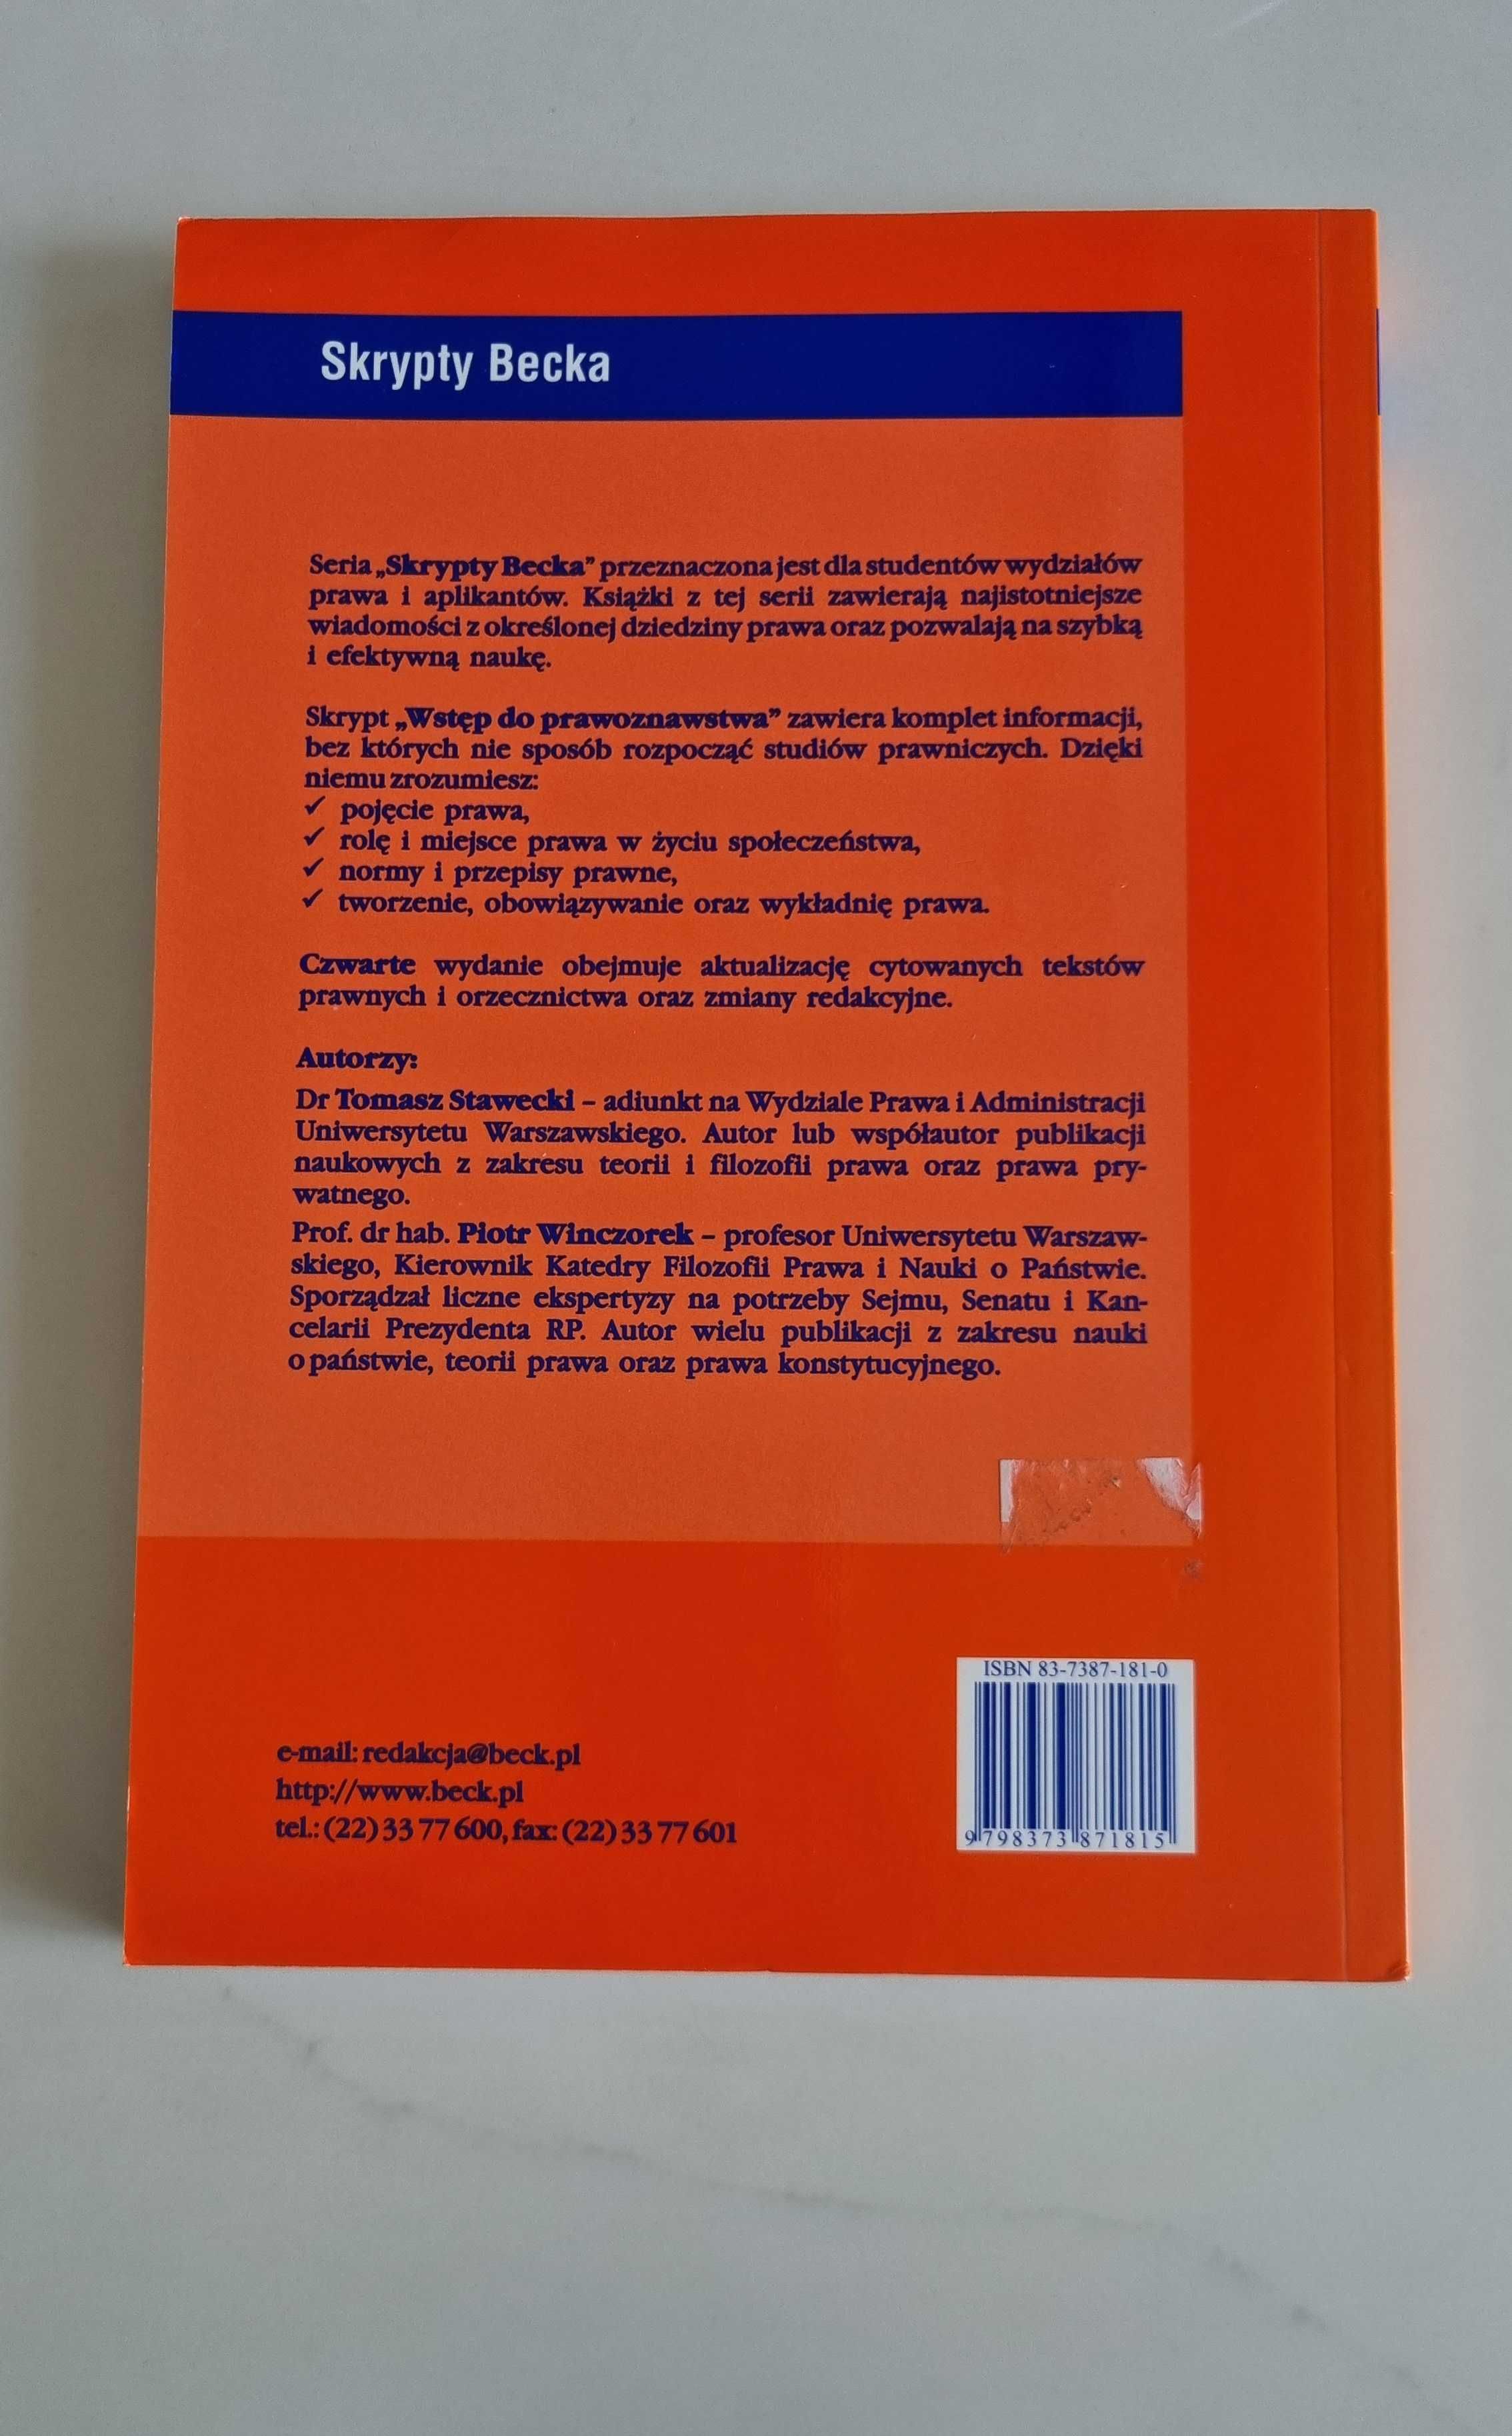 Skrypty Becka
Seria „Skrypty Becka” przeznaczona jest dla studentów wydziałów
prawa i aplikantów. Książki z tej serii zawierają najistotniejsze
wiadomości z określonej dziedziny prawa oraz pozwalają na szybką
i efektywną naukę.
Skrypt „Wstęp do prawoznawstwa” zawiera komplet informacji,
bez których nie sposób rozpocząć studiów prawniczych. Dzięki
niemu zrozumiesz:
✓ pojęcie prawa,
✓ rolę i miejsce prawa w życiu społeczeństwa,
✓ normy i przepisy prawne,
✓ tworzenie, obowiązywanie oraz wykładnię prawa.
Czwarte wydanie obejmuje aktualizację cytowanych tekstów
prawnych i orzecznictwa oraz zmiany redakcyjne.
Autorzy:
Dr Tomasz Stawecki – adiunkt na Wydziale Prawa i Administracji
Uniwersytetu Warszawskiego. Autor lub współautor publikacji
naukowych z zakresu teorii i filozofii prawa oraz prawa pry-
watnego.
Prof. dr hab. Piotr Winczorek – profesor Uniwersytetu Warszaw-
skiego, Kierownik Katedry Filozofii Prawa i Nauki o Państwie.
Sporządzał liczne ekspertyzy na potrzeby Sejmu, Senatu i Kan-
celarii Prezydenta RP. Autor wielu publikacji z zakresu nauki
o państwie, teorii prawa oraz prawa konstytucyjnego.
ISBN 83-7387-181-0
9 798373 871815
e-mail: redakcja@beck.pl
http://www.beck.pl
tel.: (22) 33 77 600, fax: (22) 33 77 601